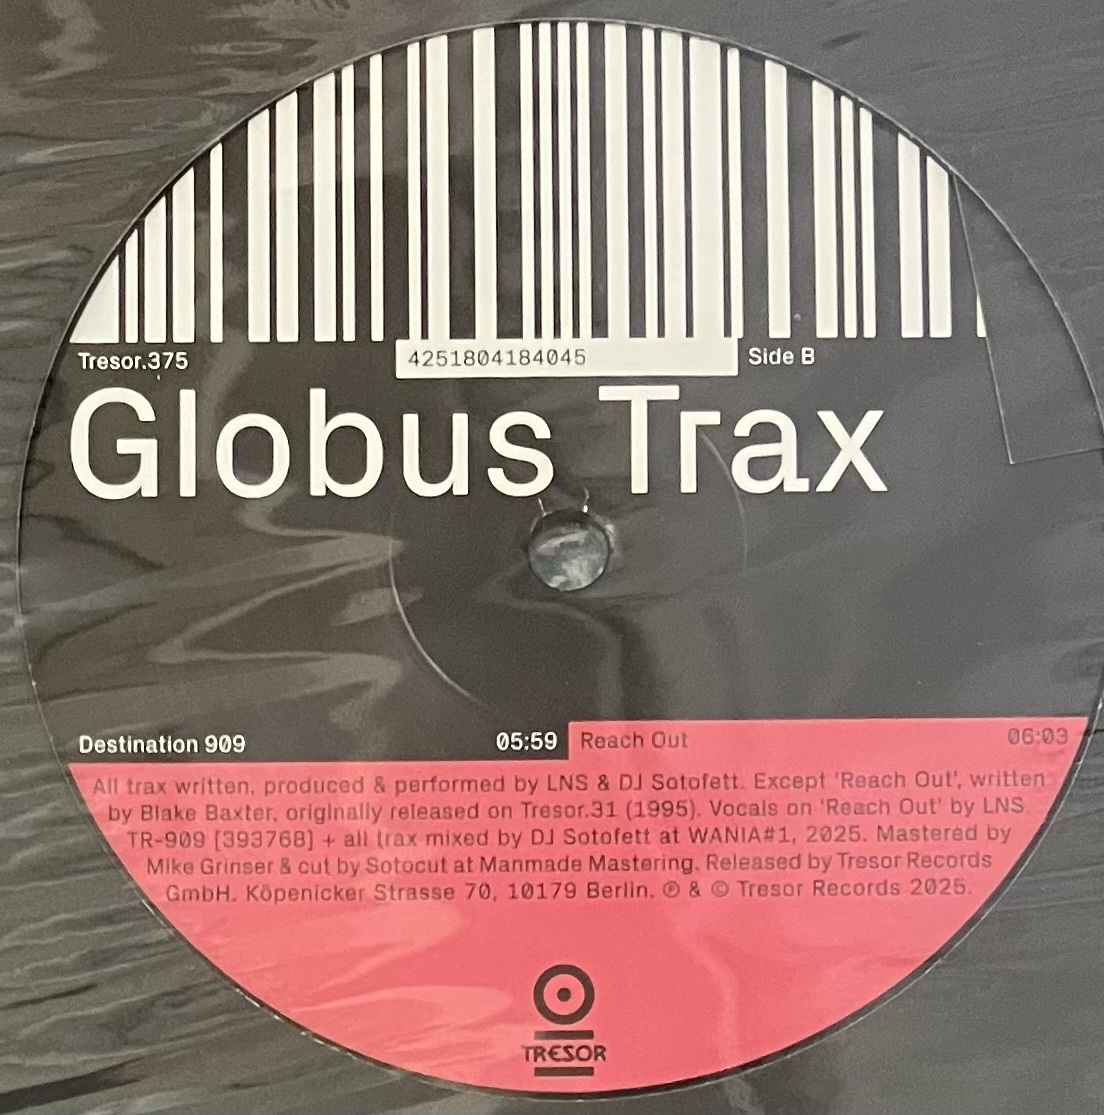 Tresor.375 4251804184045 Side B
Globus Trax
Destination 909 05:59 Reach Out 06:03
All trax written, produced & performed by LNS & DJ Sotofett. Except 'Reach Out', written
by Blake Baxter, originally released on Tresor.31 (1995). Vocals on 'Reach Out' by LNS
TR-909 [393768] + all trax mixed by DJ Sotofett at WANIA#1, 2025. Mastered by
Mike Grinser & cut by Sotocut at Manmade Mastering. Released by Tresor Records
GmbH. Köpenicker Strasse 70, 10179 Berlin. ℗ & © Tresor Records 2025.
TRESOR